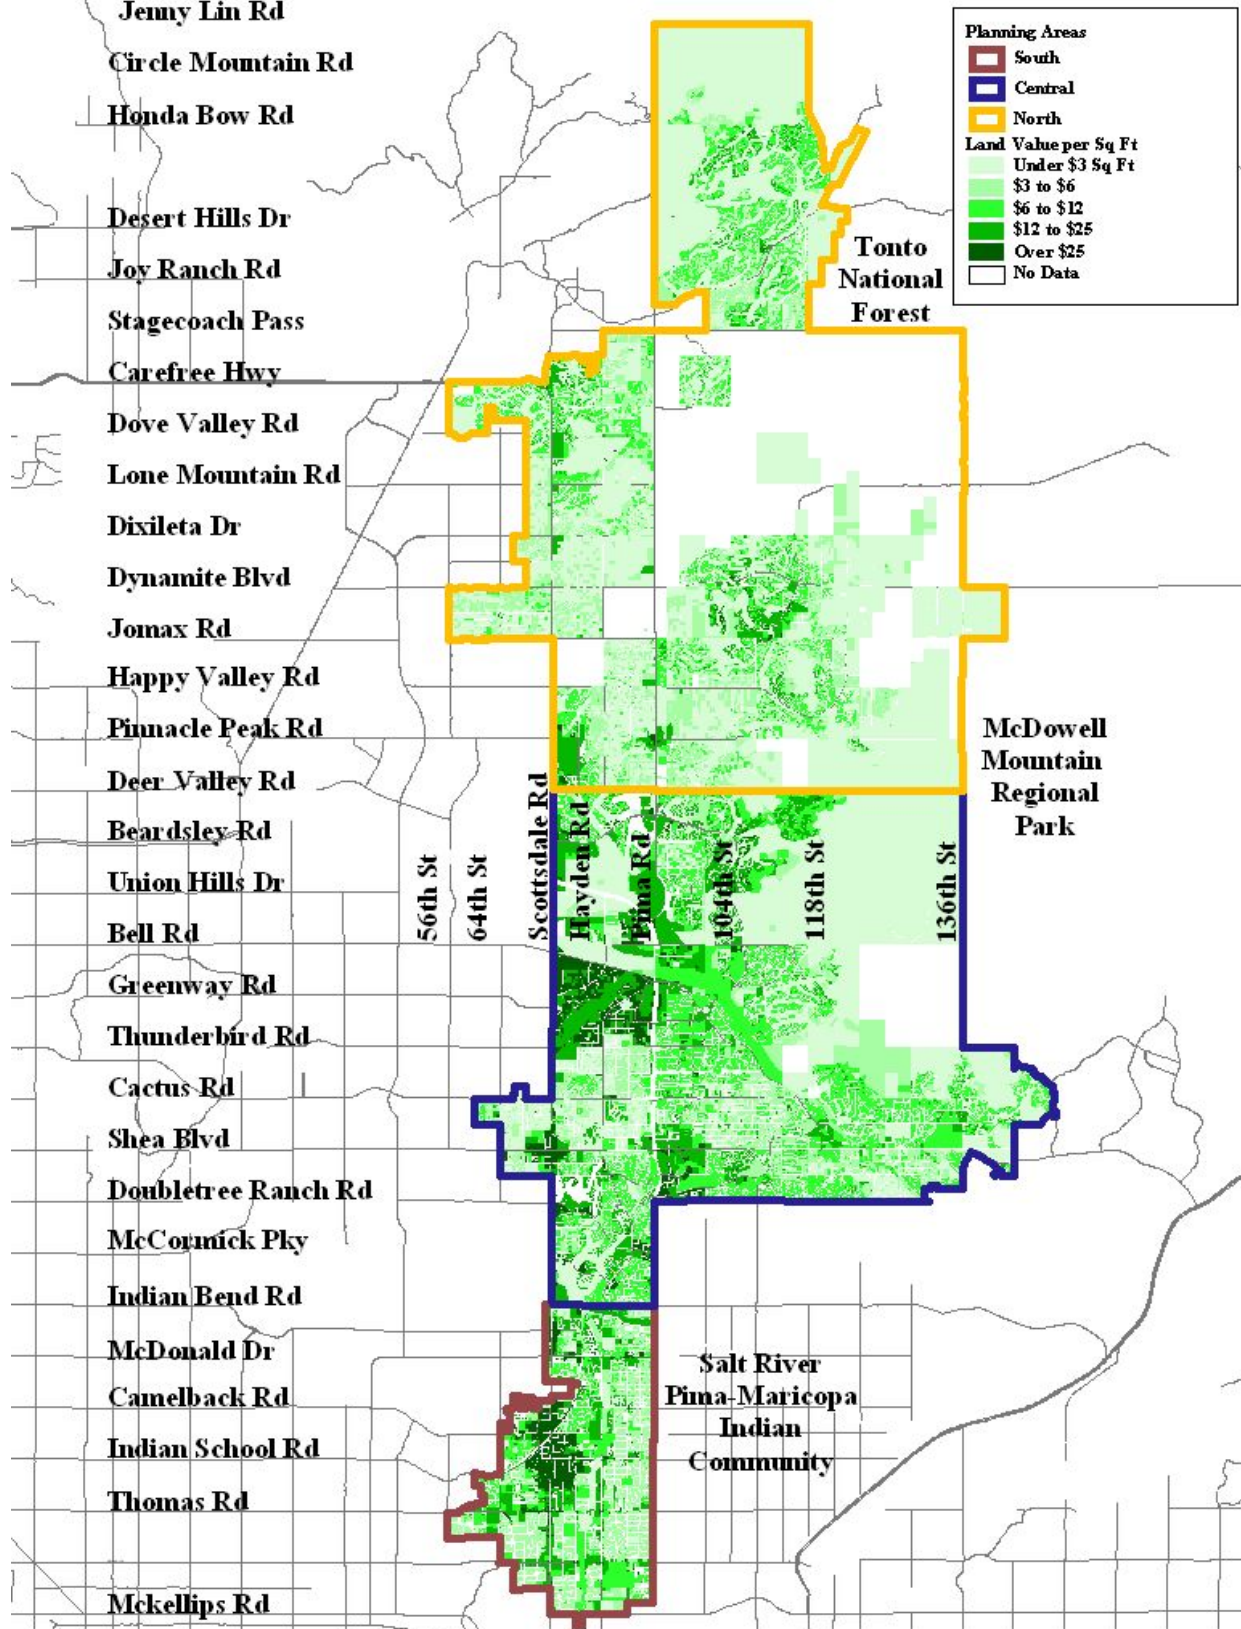 Jenny Lin Rd
Circle Mountain Rd
Honda Bow Rd
Desert Hills Dr
Joy Ranch Rd
Stagecoach Pass
Carefree Hwy
Dove Valley Rd
Lone Mountain Rd
Dixileta Dr
Dynamite Blvd
Jomax Rd
Happy Valley Rd
Pinnacle Peak Rd
Deer Valley Rd
Beardsley Rd
Union Hills Dr
Bell Rd
Greenway Rd
Thunderbird Rd
Cactus Rd
Shea Blvd
Doubletree Ranch Rd
McCormick Pky
Indian Bend Rd
McDonald Dr
Camelback Rd
Indian School Rd
Thomas Rd
Mckellips Rd
56th St
64th St
Scottsdale Rd
Hayden Rd
Pima Rd
104th St
118th St
136th St
Planning Areas
South
Central
North
Land Value per Sq Ft
Under $3 Sq Ft
$3 to $6
$6 to $12
$12 to $25
Over $25
No Data
Tonto
National
Forest
McDowell
Mountain
Regional
Park
Salt River
Pima-Maricopa
Indian
Community